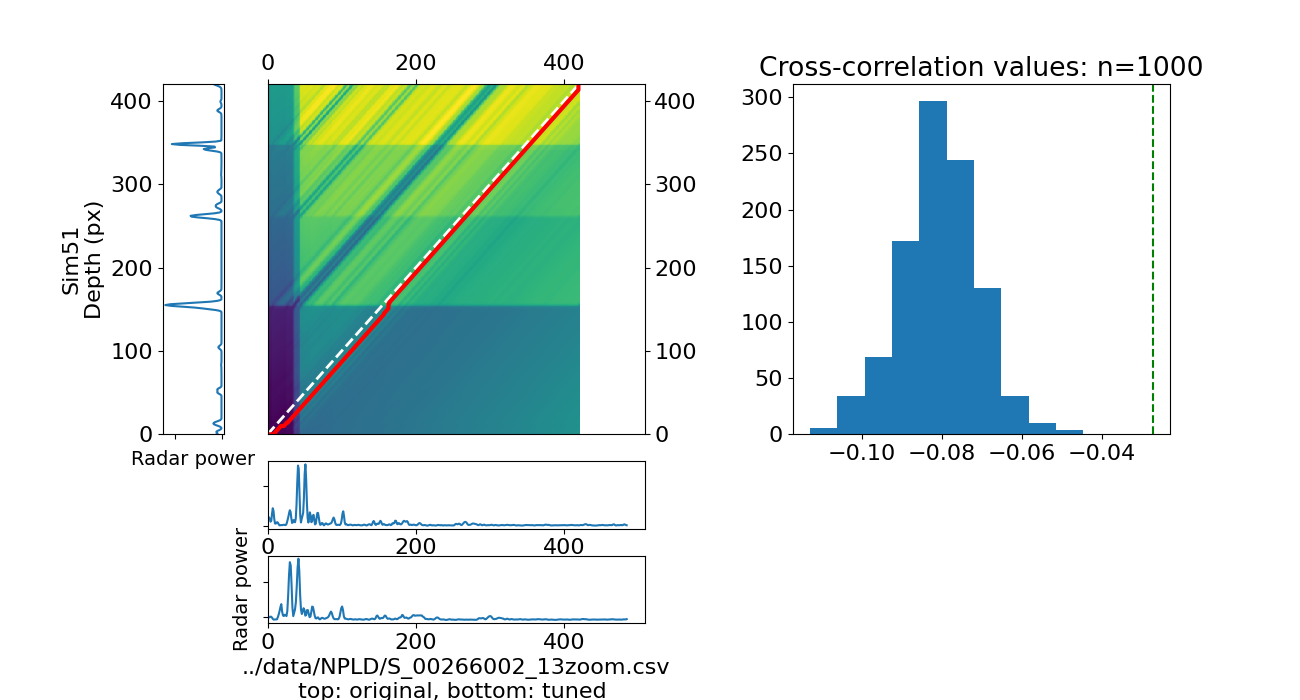 0 200 400
Cross-correlation values: n=1000
400
300
200
100
0
Sim51
Depth (px)
Radar power
400
300
200
100
0
300
250
200
150
100
50
0
−0.10 −0.08 −0.06 −0.04
0 200 400
Radar power
0 200 400
../data/NPLD/S_00266002_13zoom.csv
top: original, bottom: tuned